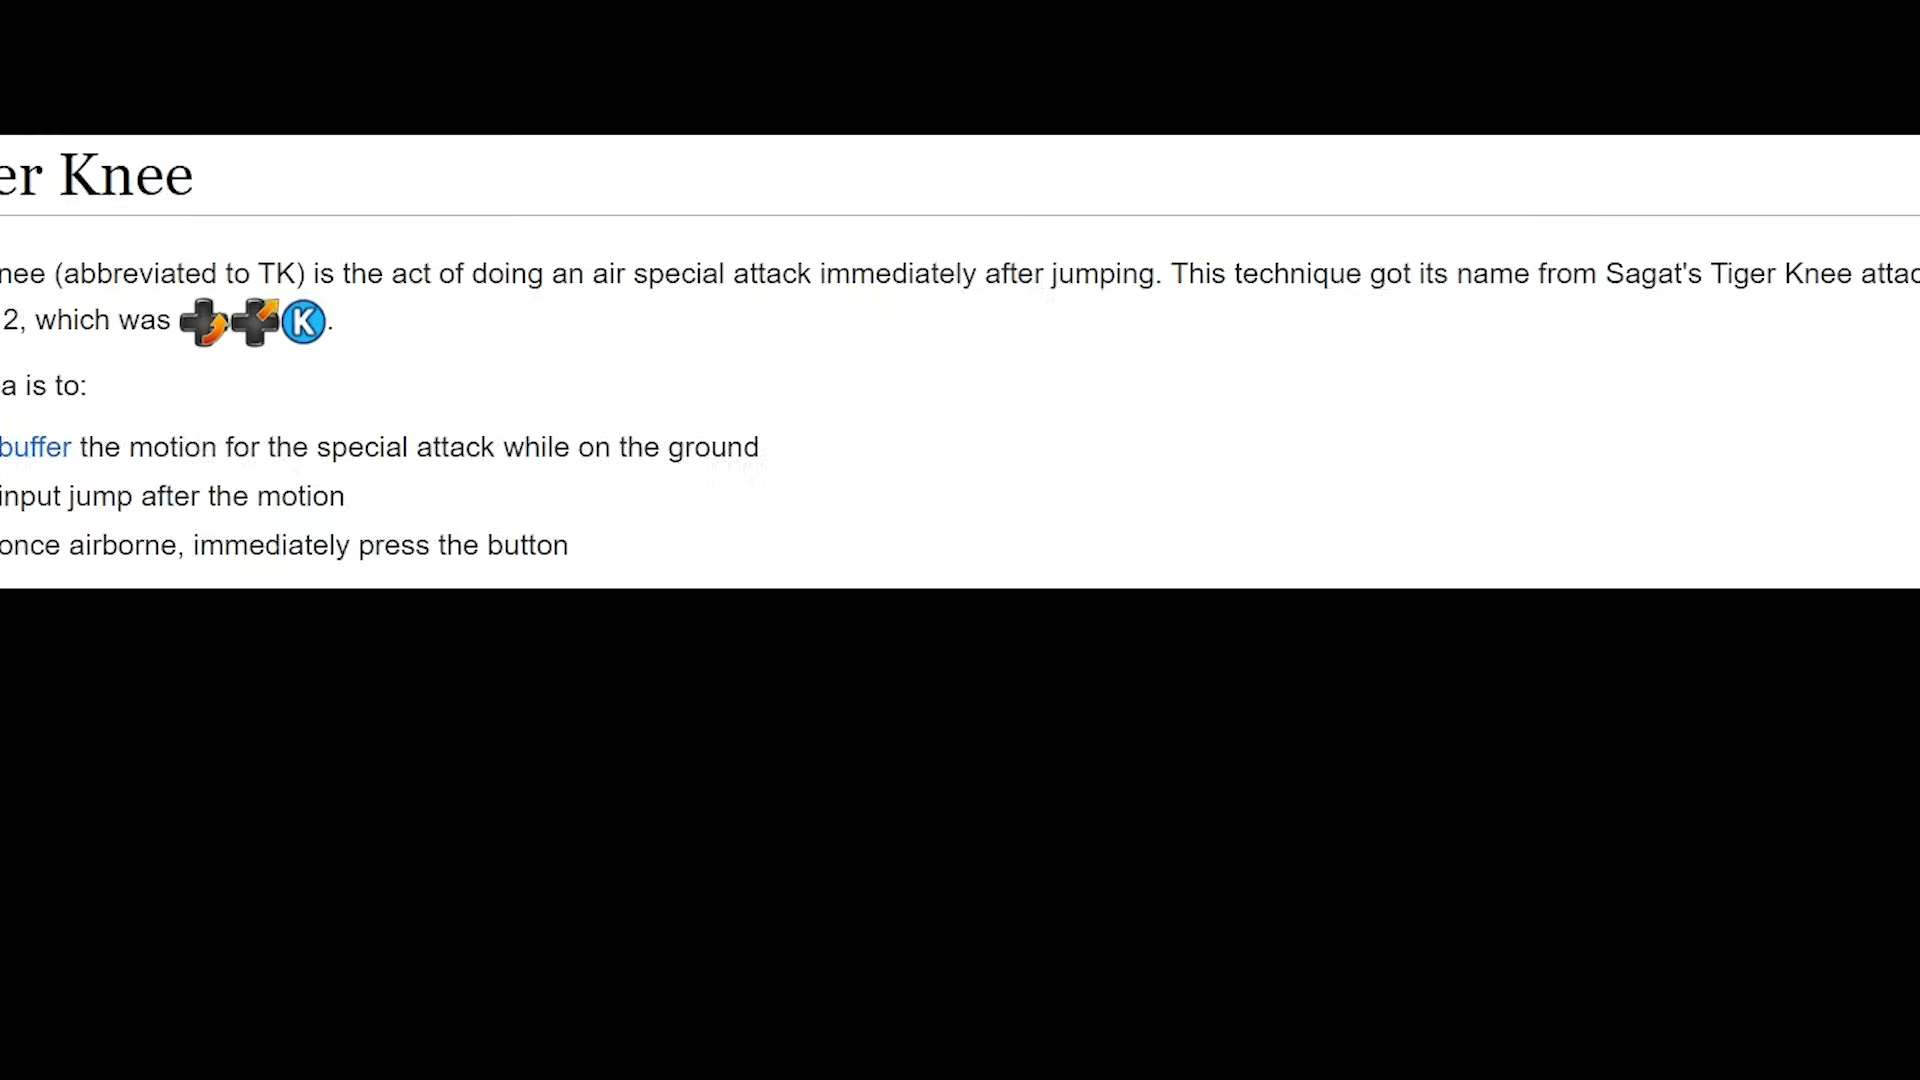 er Knee
nee (abbreviated to TK) is the act of doing an air special attack immediately after jumping. This technique got its name from Sagat's Tiger Knee attac
2, which was K.
a is to:
buffer the motion for the special attack while on the ground
input jump after the motion
once airborne, immediately press the button